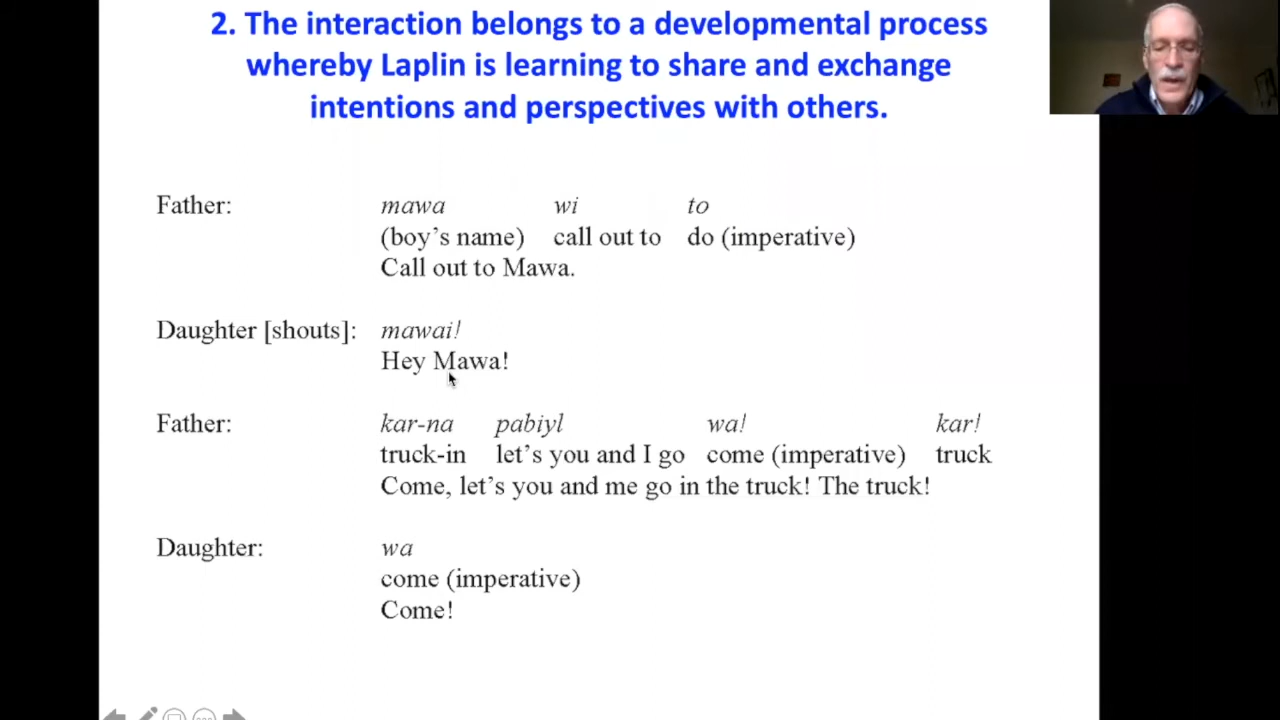 2. The interaction belongs to a developmental process
whereby Laplin is learning to share and exchange
intentions and perspectives with others.
Father: mawa wi to
(boy's name) call out to do (imperative)
Call out to Mawa.
Daughter [shouts]: mawai!
Hey Mawa!
Father: kar-na pabiyl wa! kar!
truck-in let's you and I go come (imperative) truck
Come, let's you and me go in the truck! The truck!
Daughter: wa
come (imperative)
Come!